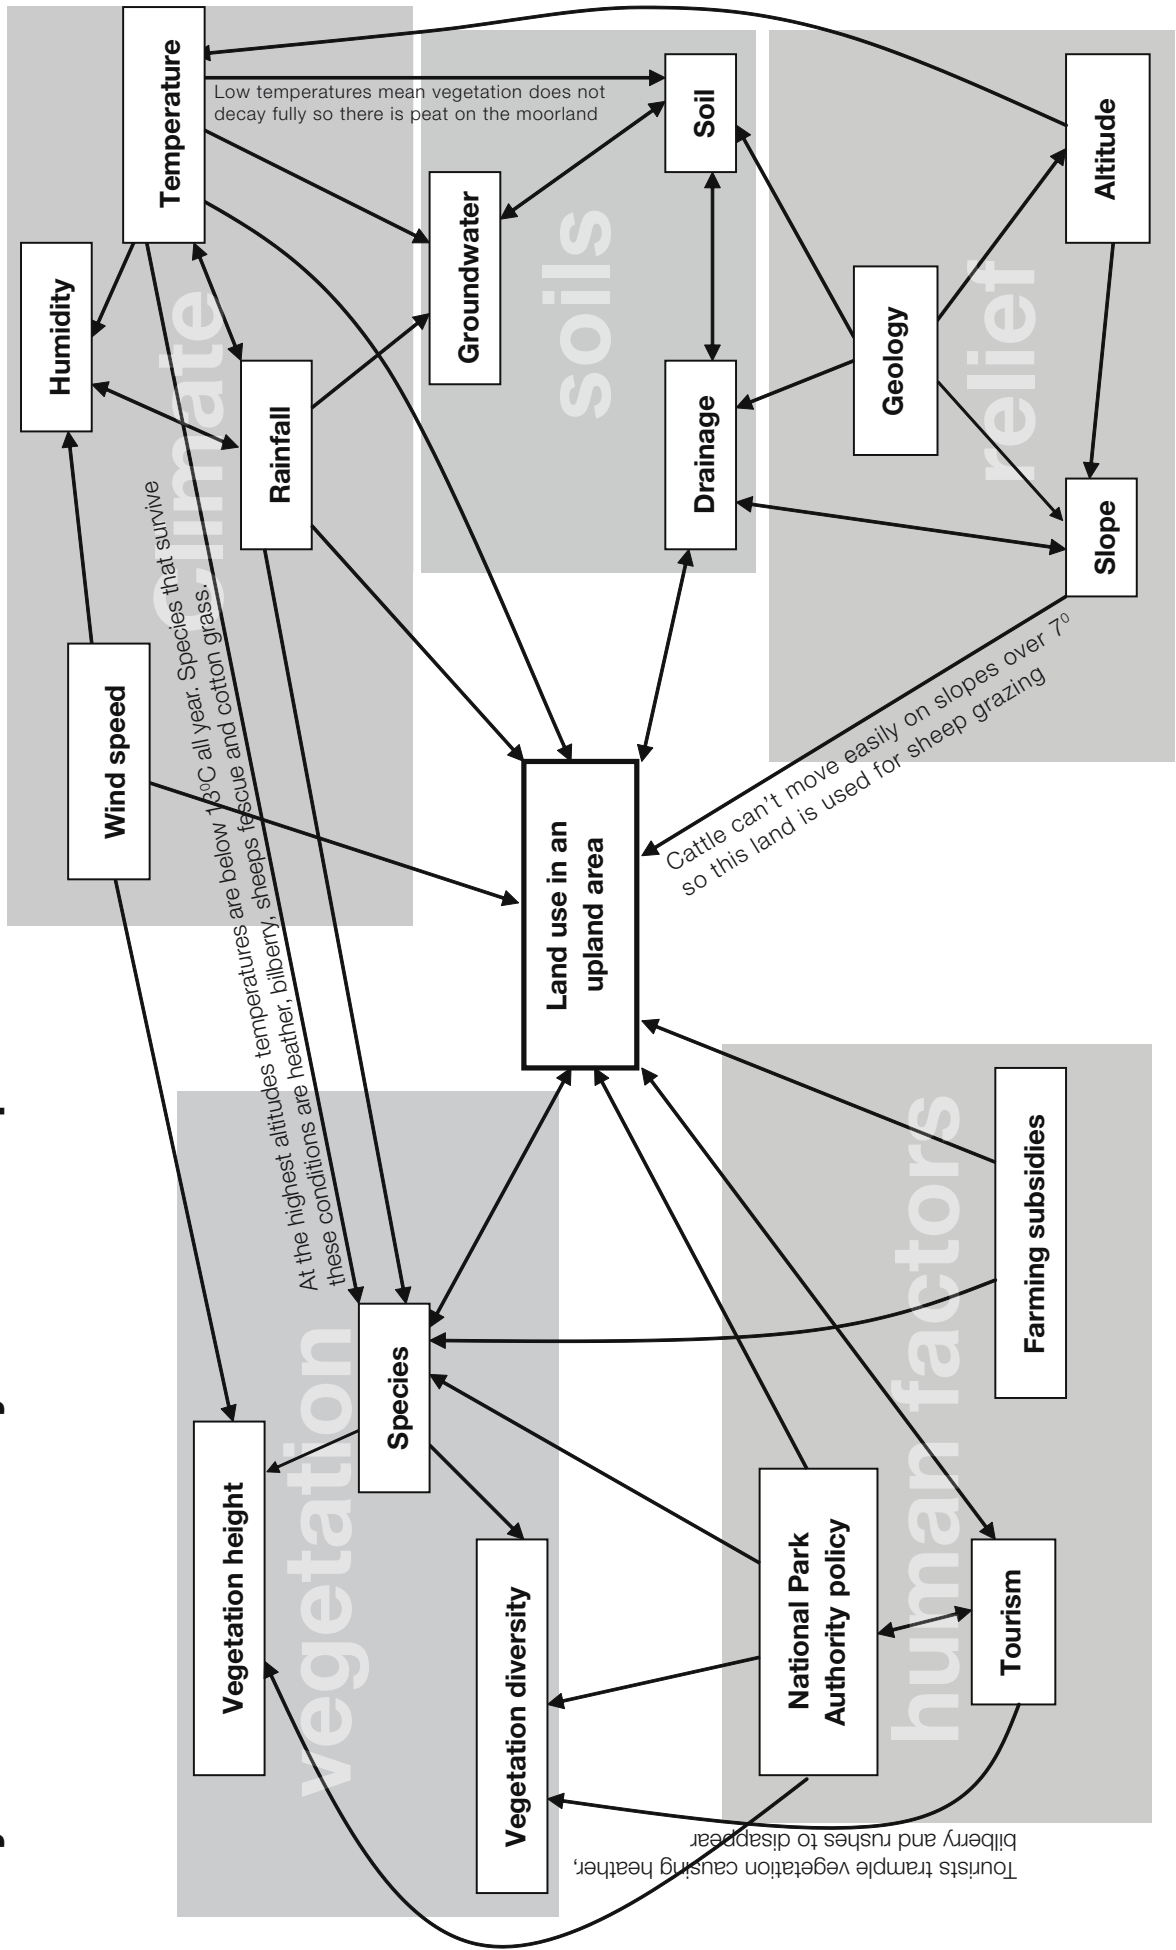 Wind speed
Humidity
Temperature
Rainfall
Climate
At the highest altitudes temperatures are below 13⁰C all year. Species that survive
these conditions are heather, bilberry, sheeps fescue and cotton grass.
Low temperatures mean vegetation does not
decay fully so there is peat on the moorland
Vegetation height
Species
Vegetation diversity
vegetation
Land use in an
upland area
Groundwater
Soil
Drainage
soils
Geology
Altitude
Slope
relief
Cattle can’t move easily on slopes over 7⁰
so this land is used for sheep grazing
National Park
Authority policy
Tourism
Farming subsidies
human factors
Tourists trample vegetation causing heather,
bilberry and rushes to disappear